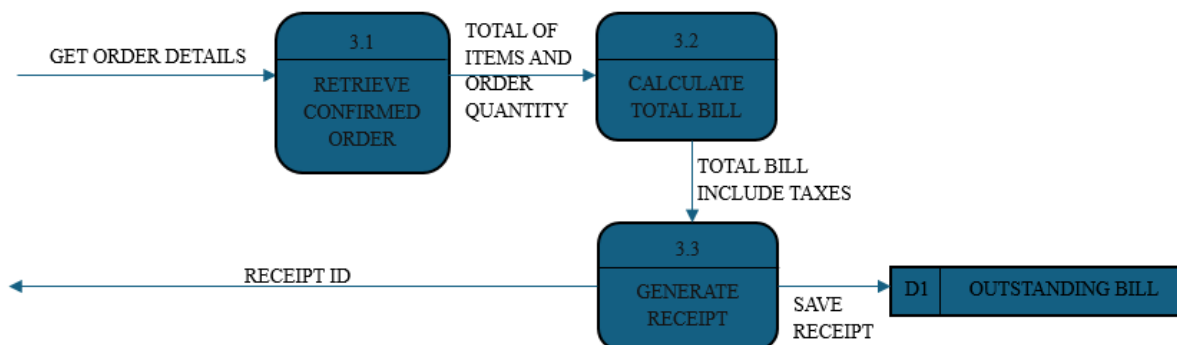 GET ORDER DETAILS
3.1
RETRIEVE
CONFIRMED
ORDER
TOTAL OF
ITEMS AND
ORDER
QUANTITY
3.2
CALCULATE
TOTAL BILL
TOTAL BILL
INCLUDE TAXES
3.3
GENERATE
RECEIPT
RECEIPT ID
SAVE
RECEIPT
D1
OUTSTANDING BILL